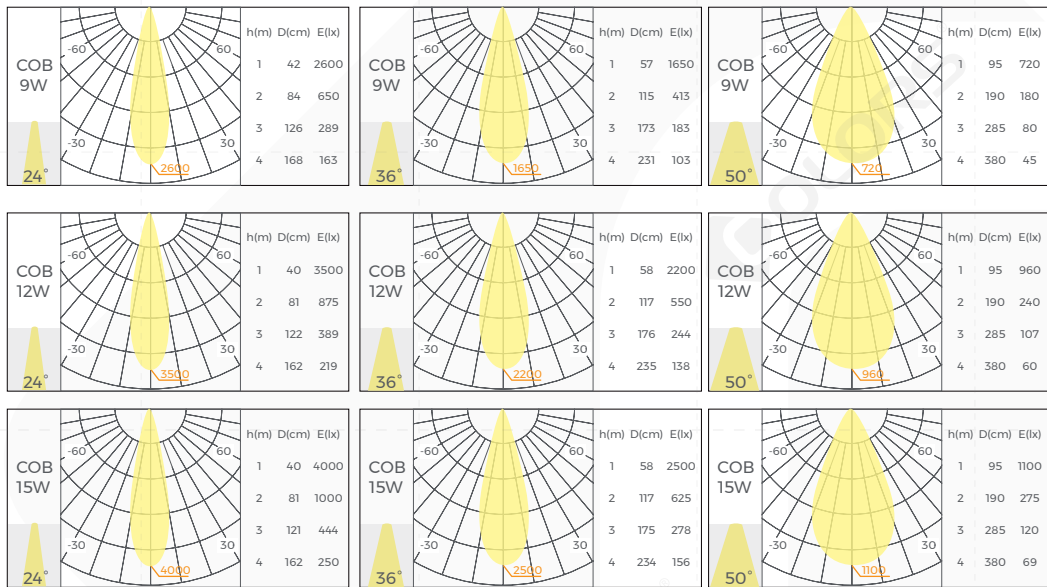 COB
9W
24°
-60
60
-30
30
2600
h(m) D(cm) E(lx)
1 42 2600
2 84 650
3 126 289
4 168 163
COB
9W
36°
-60
60
-30
30
1650
h(m) D(cm) E(lx)
1 57 1650
2 115 413
3 173 183
4 231 103
COB
9W
50°
-60
60
-30
30
720
h(m) D(cm) E(lx)
1 95 720
2 190 180
3 285 80
4 380 45
COB
12W
24°
-60
60
-30
30
3500
h(m) D(cm) E(lx)
1 40 3500
2 81 875
3 122 389
4 162 219
COB
12W
36°
-60
60
-30
30
2200
h(m) D(cm) E(lx)
1 58 2200
2 117 550
3 176 244
4 235 138
COB
12W
50°
-60
60
-30
30
960
h(m) D(cm) E(lx)
1 95 960
2 190 240
3 285 107
4 380 60
COB
15W
24°
-60
60
-30
30
4000
h(m) D(cm) E(lx)
1 40 4000
2 81 1000
3 121 444
4 162 250
COB
15W
36°
-60
60
-30
30
2500
h(m) D(cm) E(lx)
1 58 2500
2 117 625
3 175 278
4 234 156
COB
15W
50°
-60
60
-30
30
1100
h(m) D(cm) E(lx)
1 95 1100
2 190 275
3 285 120
4 380 69